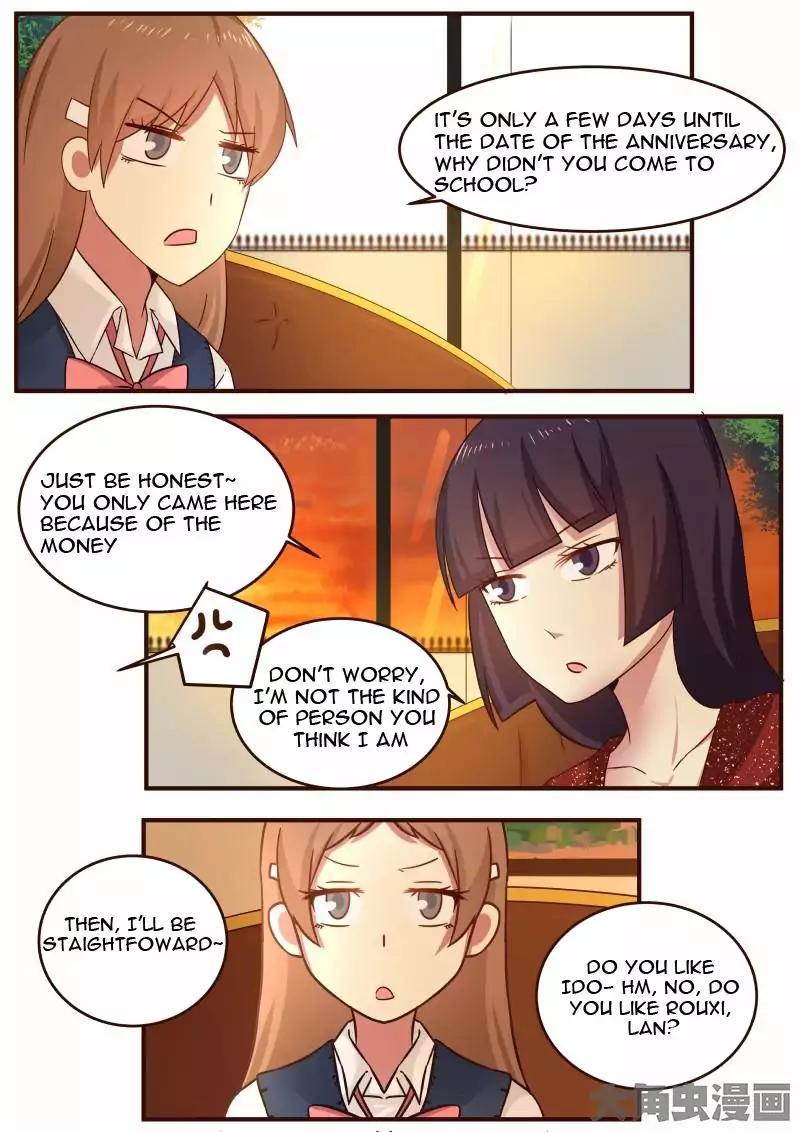 IT'S ONLY A FEW DAYS UNTIL
THE DATE OF THE ANNIVERSARY,
WHY DIDN'T YOU COME TO
SCHOOL?
JUST BE HONEST~
YOU ONLY CAME HERE
BECAUSE OF THE
MONEY
DON'T WORRY,
I'M NOT THE KIND
OF PERSON YOU
THINK I AM
THEN, I'LL BE
STAIGHTFOWARD~
DO YOU LIKE
IDO- HM, NO, DO
YOU LIKE ROUXI,
LAN?
大角虫漫画